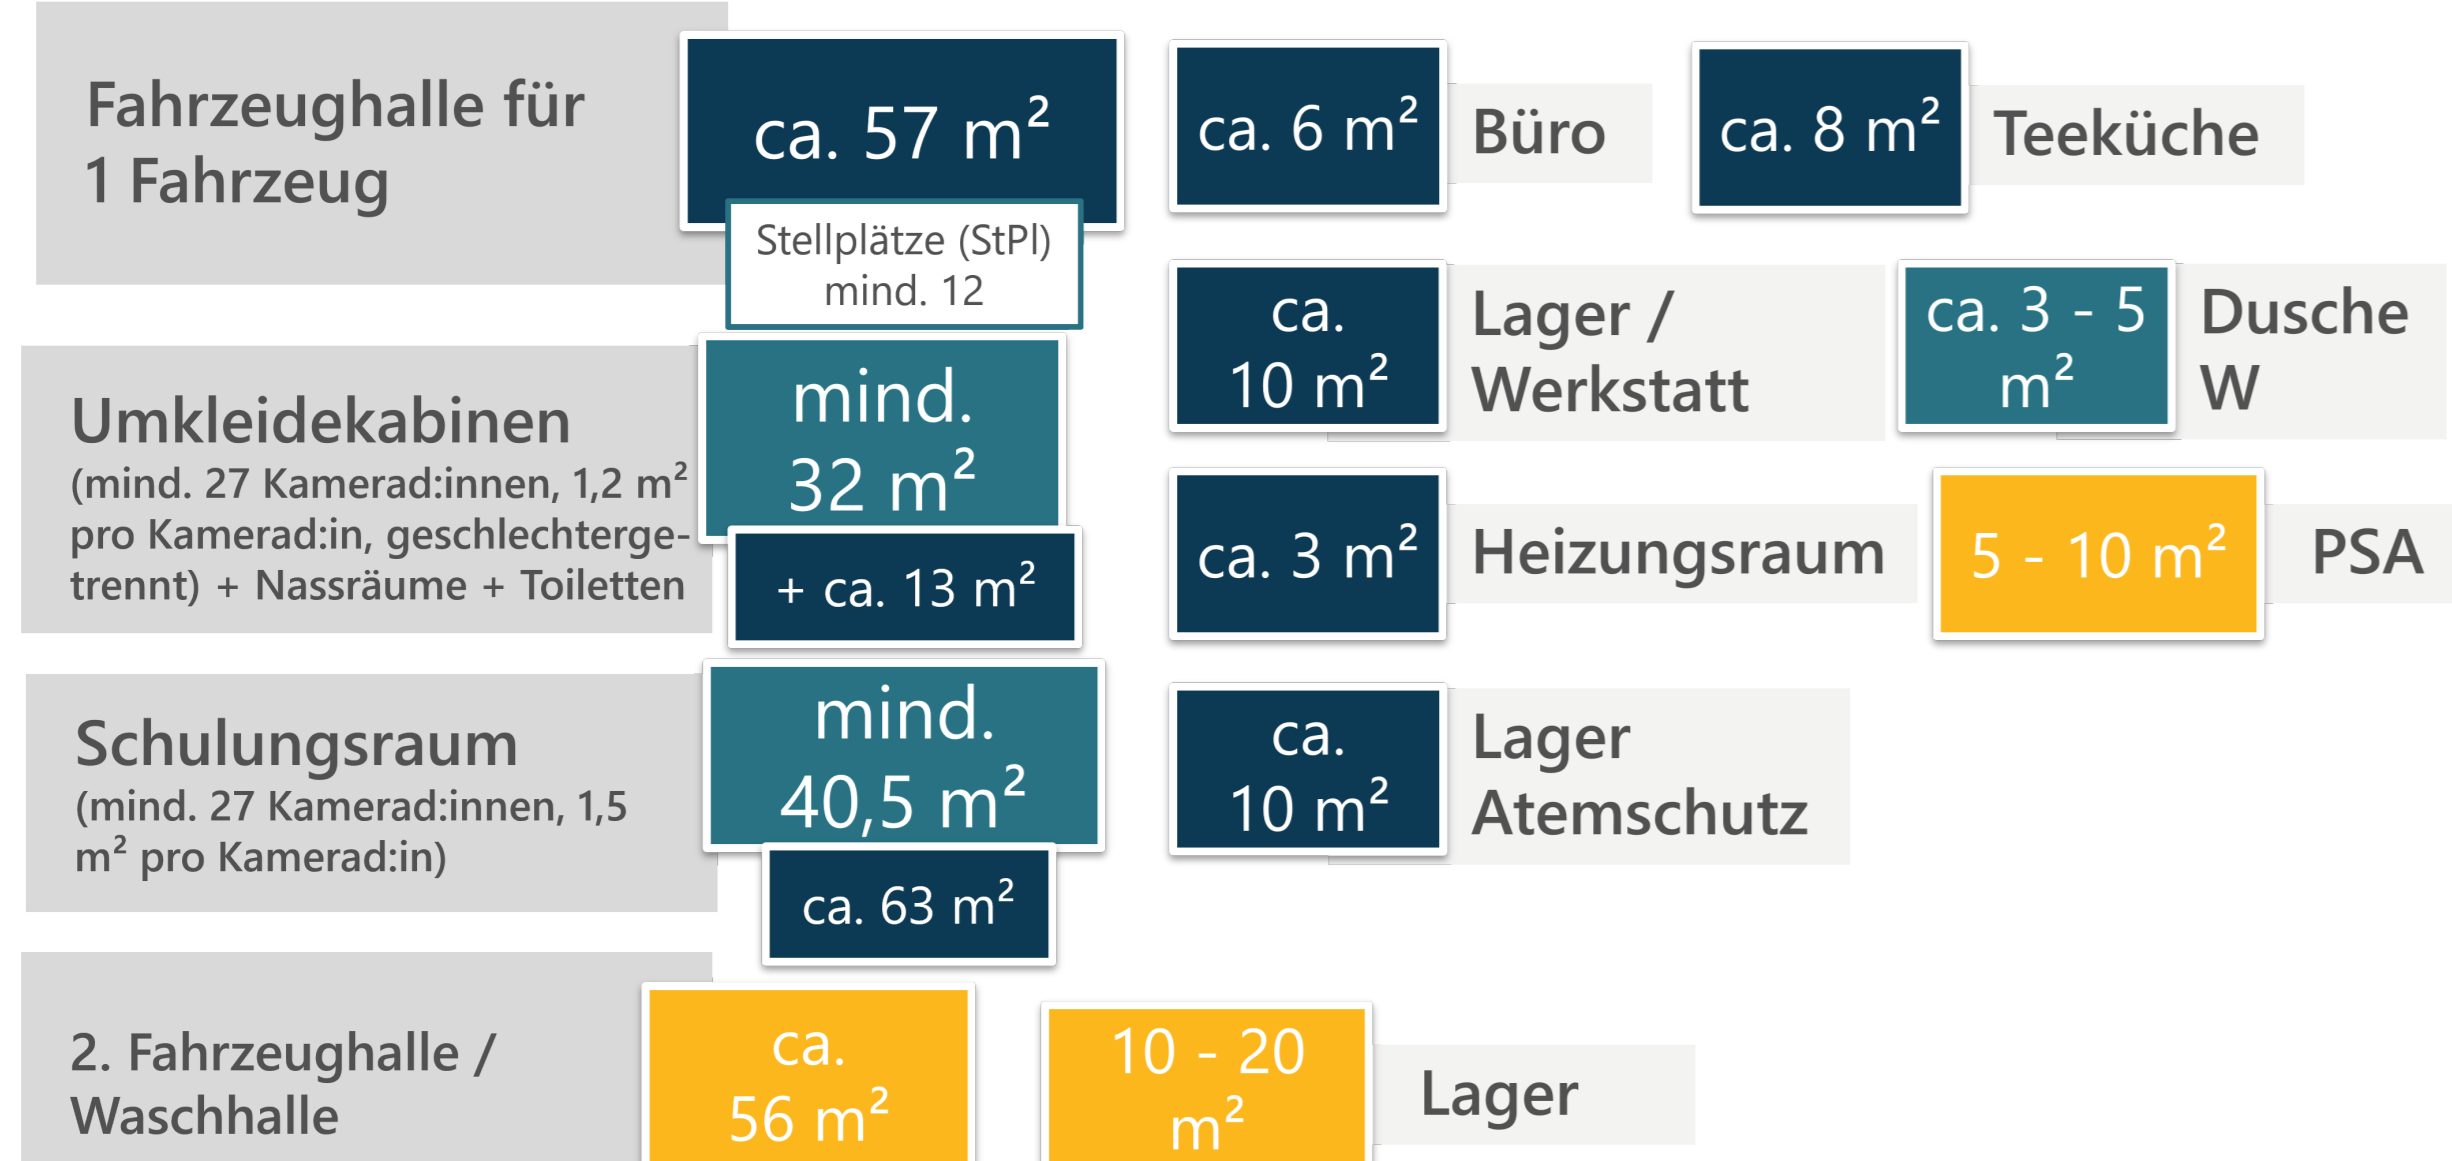 Fahrzeughalle für
1 Fahrzeug
ca. 57 m²
Stellplätze (StPl)
mind. 12
ca. 6 m²
Büro
ca. 8 m²
Teeküche
Umkleidekabinen
(mind. 27 Kamerad:innen, 1,2 m²
pro Kamerad:in, geschlechterge-
trennt) + Nassräume + Toiletten
mind.
32 m²
+ ca. 13 m²
ca.
10 m²
Lager /
Werkstatt
ca. 3 - 5
m²
Dusche
W
ca. 3 m²
Heizungsraum
5 - 10 m²
PSA
Schulungsraum
(mind. 27 Kamerad:innen, 1,5
m² pro Kamerad:in)
mind.
40,5 m²
ca. 63 m²
ca.
10 m²
Lager
Atemschutz
2. Fahrzeughalle /
Waschhalle
ca.
56 m²
10 - 20
m²
Lager